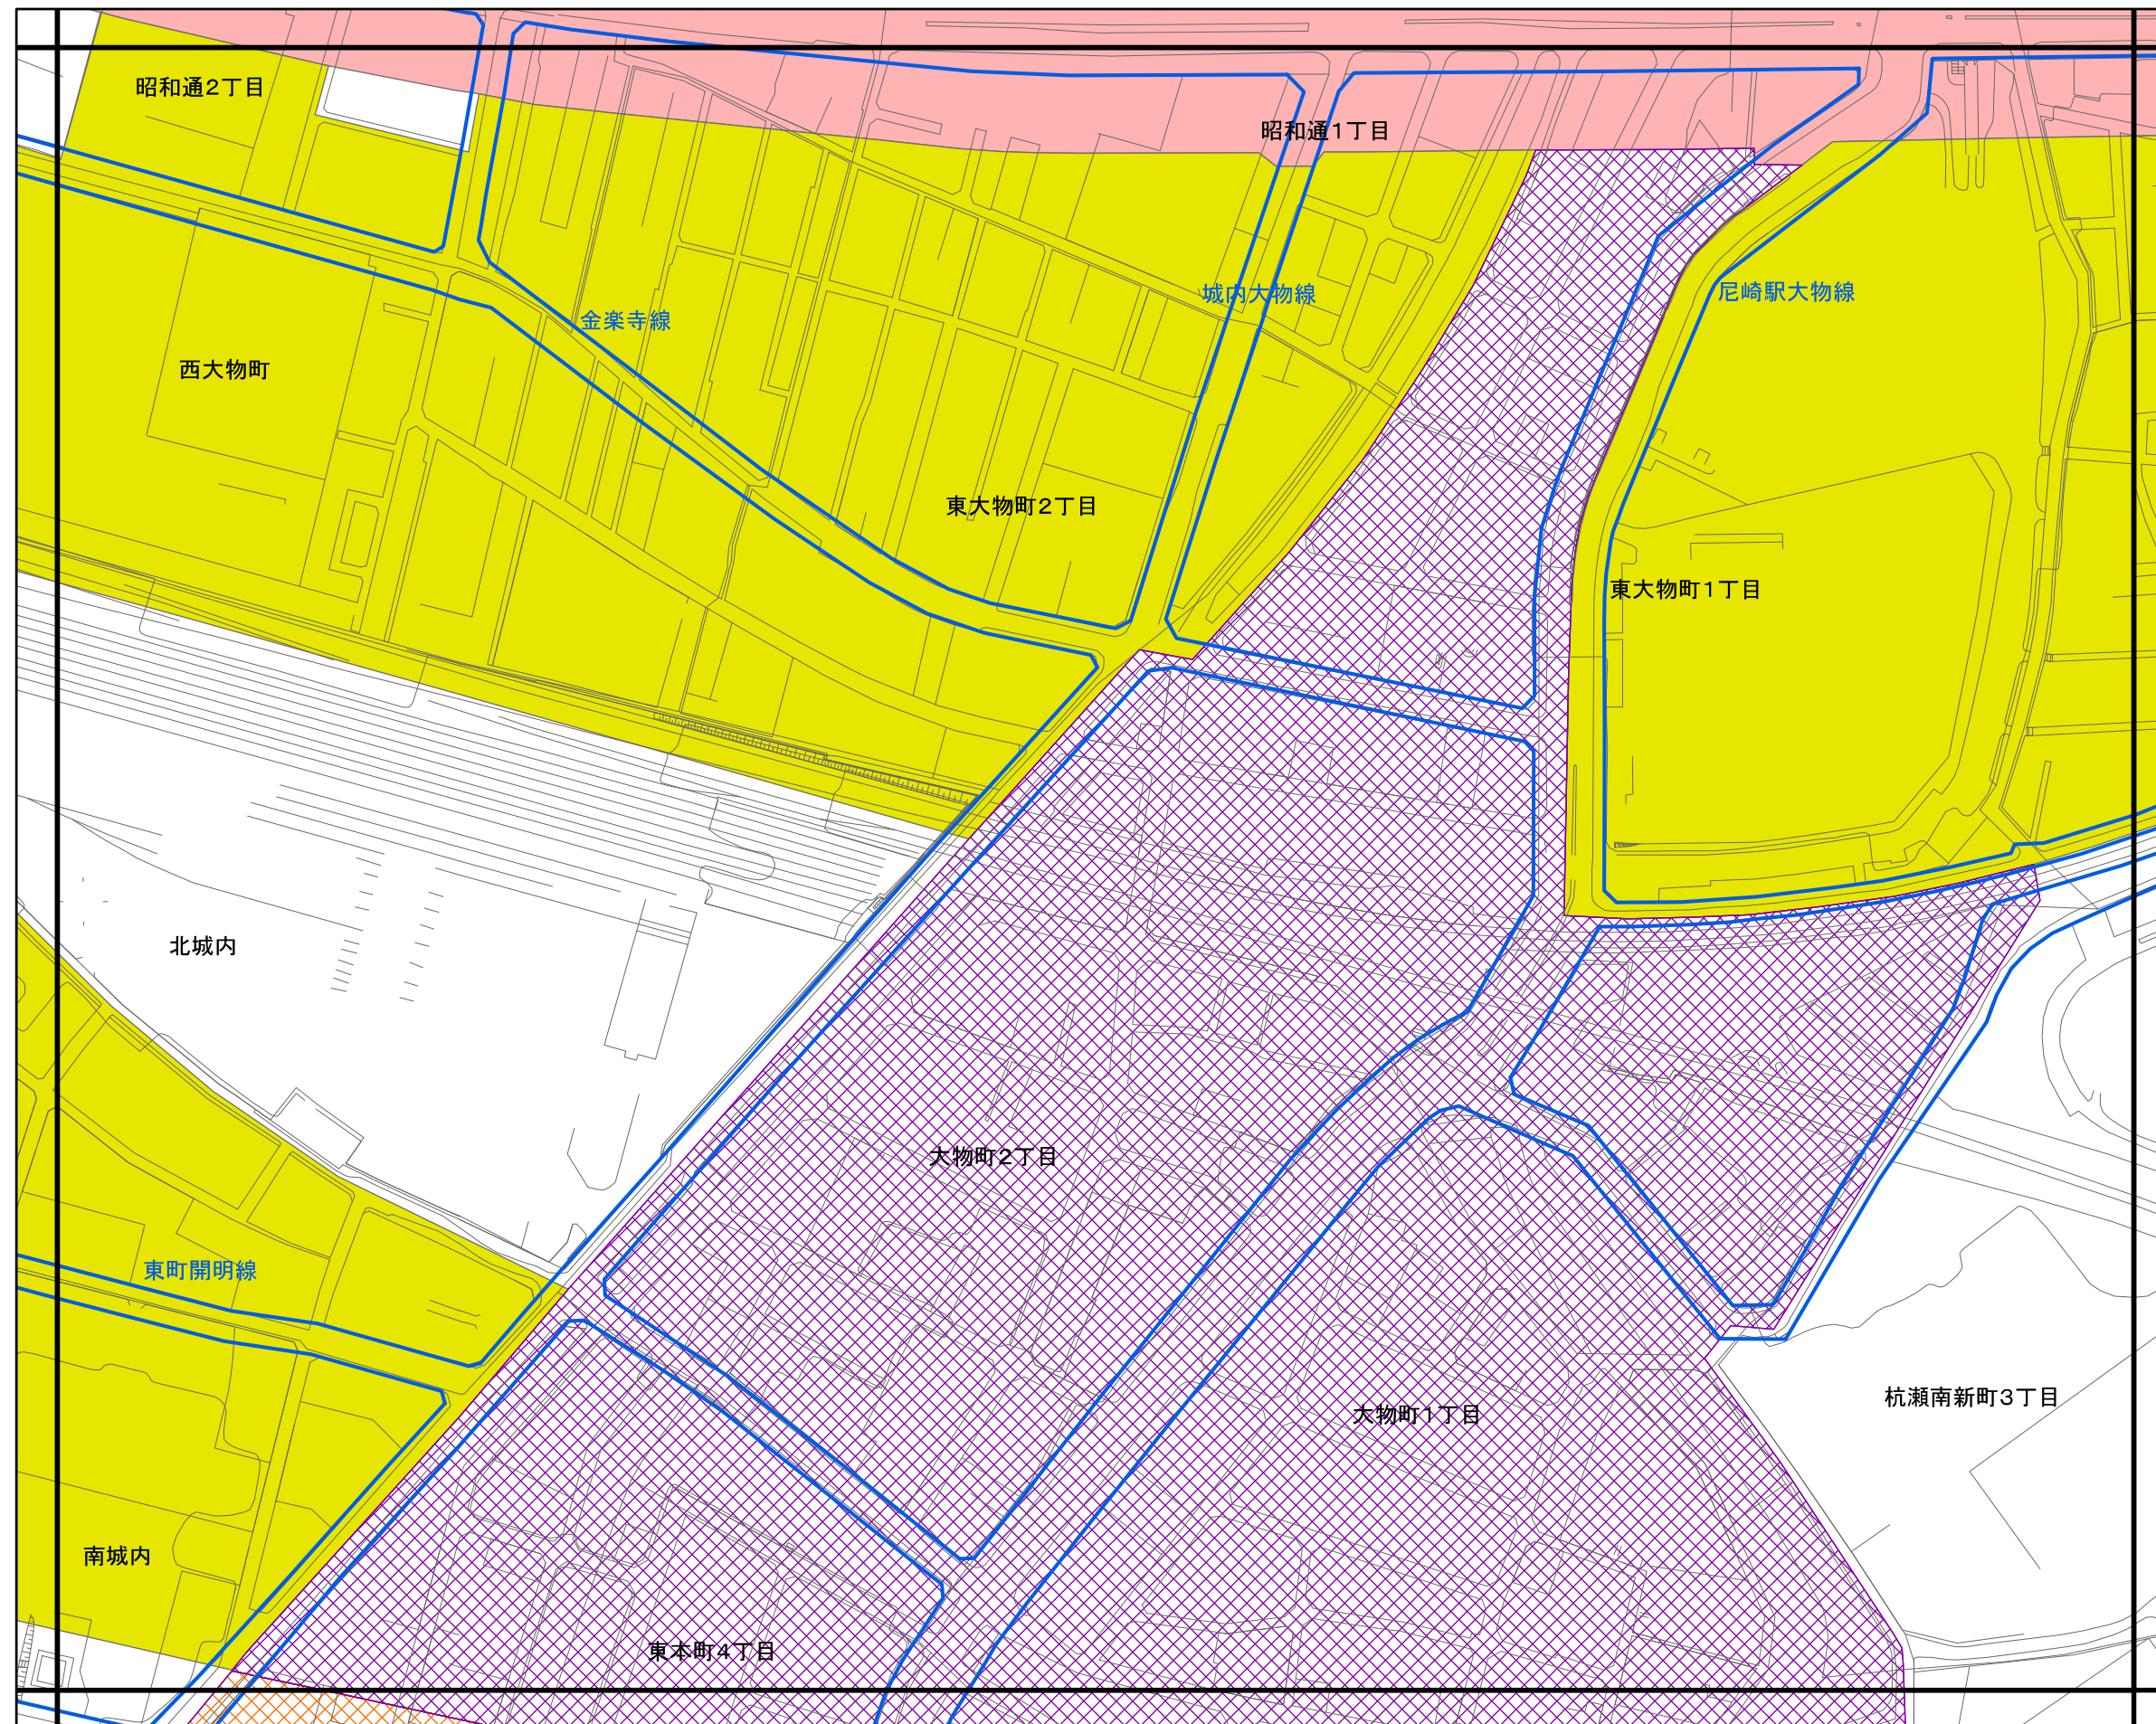 昭和通2丁目
昭和通1丁目
城内大物線
尼崎駅大物線
金楽寺線
西大物町
東大物町2丁目
東大物町1丁目
北城内
大物町2丁目
東町開明線
杭瀬南新町3丁目
大物町1丁目
南城内
東本町4丁目